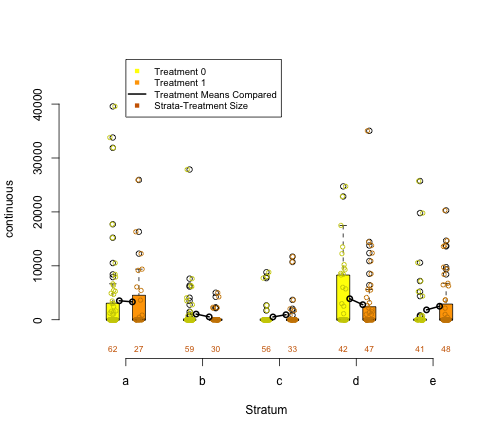 Treatment 0
Treatment 1
Treatment Means Compared
Strata-Treatment Size
continuous
40000
30000
20000
10000
0
62 27 59 30 56 33 42 47 41 48
a b c d e
Stratum